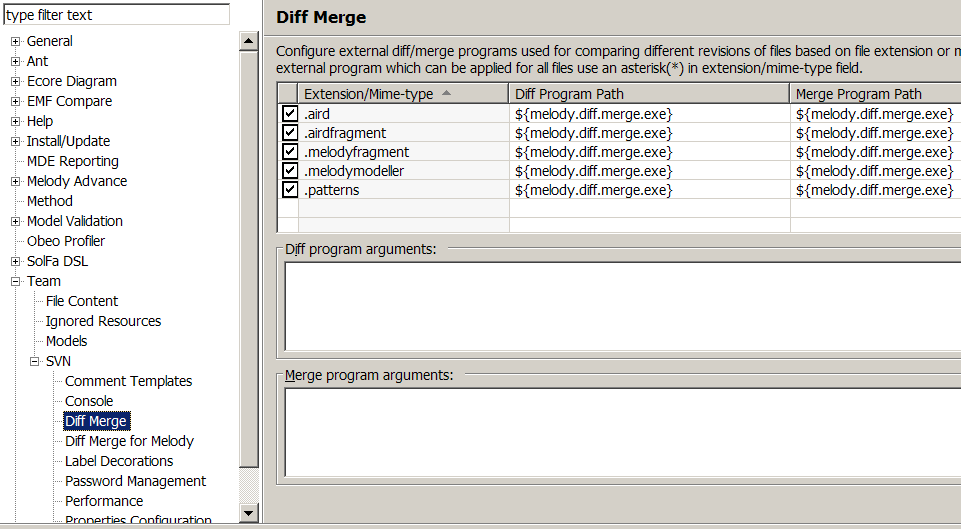 type filter text
General
Ant
Ecore Diagram
EMF Compare
Help
Install/Update
MDE Reporting
Melody Advance
Method
Model Validation
Obeo Profiler
SolFa DSL
Team
File Content
Ignored Resources
Models
SVN
Comment Templates
Console
Diff Merge
Diff Merge for Melody
Label Decorations
Password Management
Performance
Properties Configuration
Diff Merge
Configure external diff/merge programs used for comparing different revisions of files based on file extension or
external program which can be applied for all files use an asterisk(*) in extension/mime-type field.
Extension/Mime-type Diff Program Path Merge Program Path
.aird ${melody.diff.merge.exe} ${melody.diff.merge.exe}
.airdfragment ${melody.diff.merge.exe} ${melody.diff.merge.exe}
.melodyfragment ${melody.diff.merge.exe} ${melody.diff.merge.exe}
.melodymodeller ${melody.diff.merge.exe} ${melody.diff.merge.exe}
.patterns ${melody.diff.merge.exe} ${melody.diff.merge.exe}
Diff program arguments:
Merge program arguments: